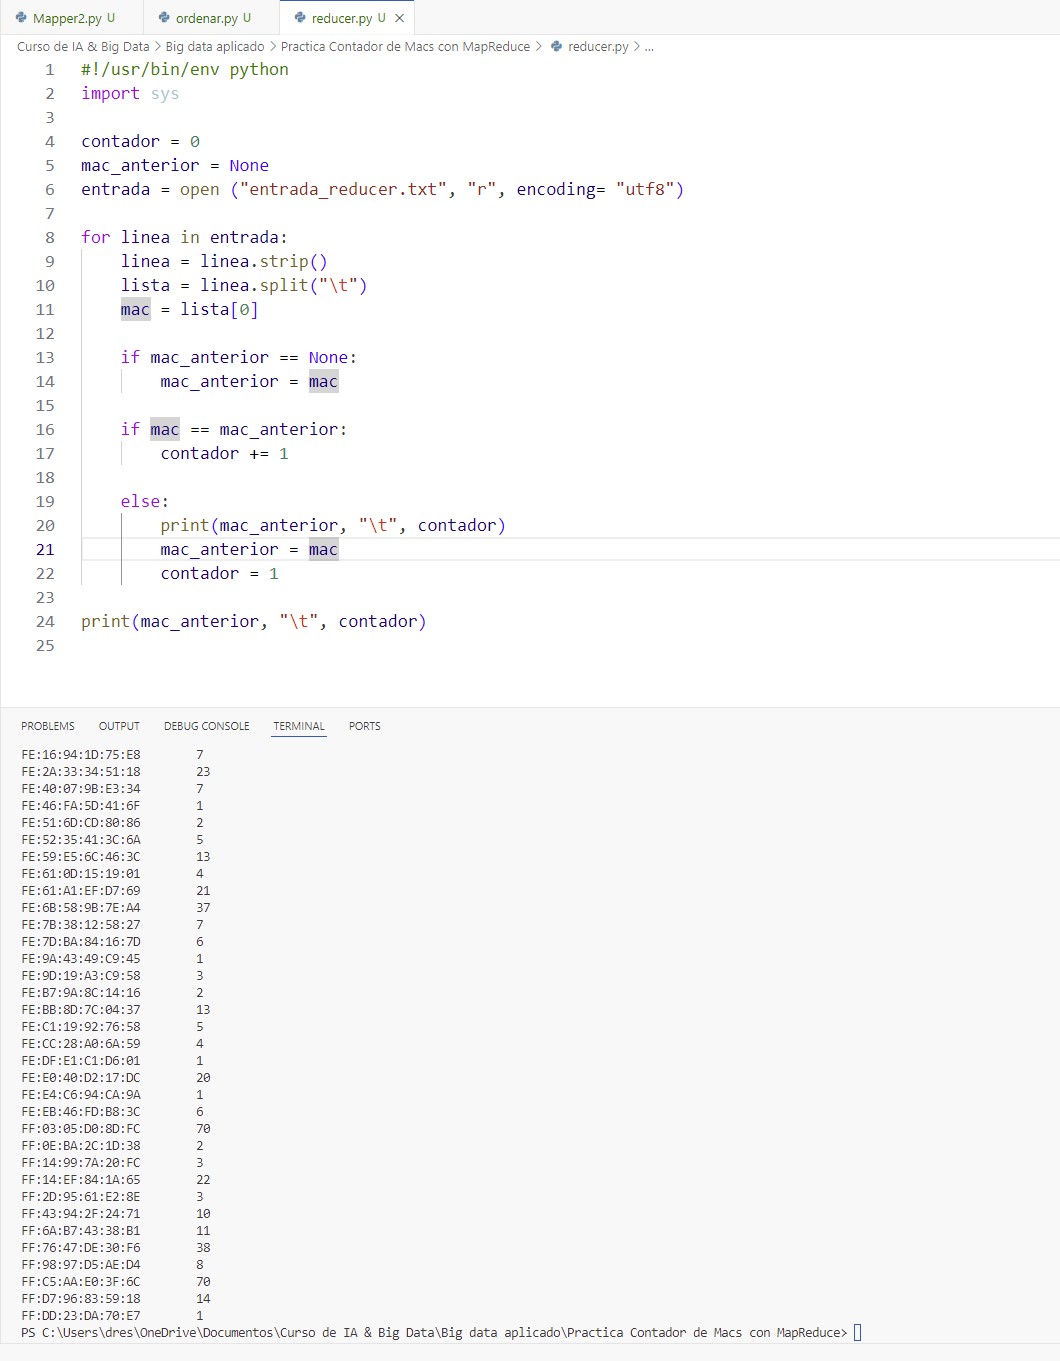 Mapper2.py U ordenar.py U reducer.py U ×
Curso de IA & Big Data > Big data aplicado > Practica Contador de Macs con MapReduce > reducer.py > ...
1 #!/usr/bin/env python
2 import sys
3
4 contador = 0
5 mac_anterior = None
6 entrada = open ("entrada_reducer.txt", "r", encoding= "utf8")
7
8 for linea in entrada:
9     linea = linea.strip()
10     lista = linea.split("\t")
11     mac = lista[0]
12
13     if mac_anterior == None:
14         mac_anterior = mac
15
16     if mac == mac_anterior:
17         contador += 1
18
19     else:
20         print(mac_anterior, "\t", contador)
21         mac_anterior = mac
22         contador = 1
23
24 print(mac_anterior, "\t", contador)
25
PROBLEMS OUTPUT DEBUG CONSOLE TERMINAL PORTS
FE:16:94:1D:75:E8 7
FE:2A:33:34:51:18 23
FE:40:07:9B:E3:34 7
FE:46:FA:5D:41:6F 1
FE:51:6D:CD:80:86 2
FE:52:35:41:3C:6A 5
FE:59:E5:6C:46:3C 13
FE:61:0D:15:19:01 4
FE:61:A1:EF:D7:69 21
FE:6B:58:9B:7E:A4 37
FE:7B:38:12:58:27 7
FE:7D:BA:84:16:7D 6
FE:9A:43:49:C9:45 1
FE:9D:19:A3:C9:58 3
FE:B7:9A:8C:14:16 2
FE:BB:8D:7C:04:37 13
FE:C1:19:92:76:58 5
FE:CC:28:A0:6A:59 4
FE:DF:E1:C1:D6:01 1
FE:E0:40:D2:17:DC 20
FE:E4:C6:94:CA:9A 1
FE:EB:46:FD:B8:3C 6
FF:03:05:D0:8D:FC 70
FF:0E:BA:2C:1D:38 2
FF:14:99:7A:20:FC 3
FF:14:EF:84:1A:65 22
FF:2D:95:61:E2:8E 3
FF:43:94:2F:24:71 10
FF:6A:B7:43:38:B1 11
FF:76:47:DE:30:F6 38
FF:98:97:D5:AE:D4 8
FF:C5:AA:E0:3F:6C 70
FF:D7:96:83:59:18 14
FF:DD:23:DA:70:E7 1
PS C:\Users\dres\OneDrive\Documentos\Curso de IA & Big Data\Big data aplicado\Practica Contador de Macs con MapReduce>